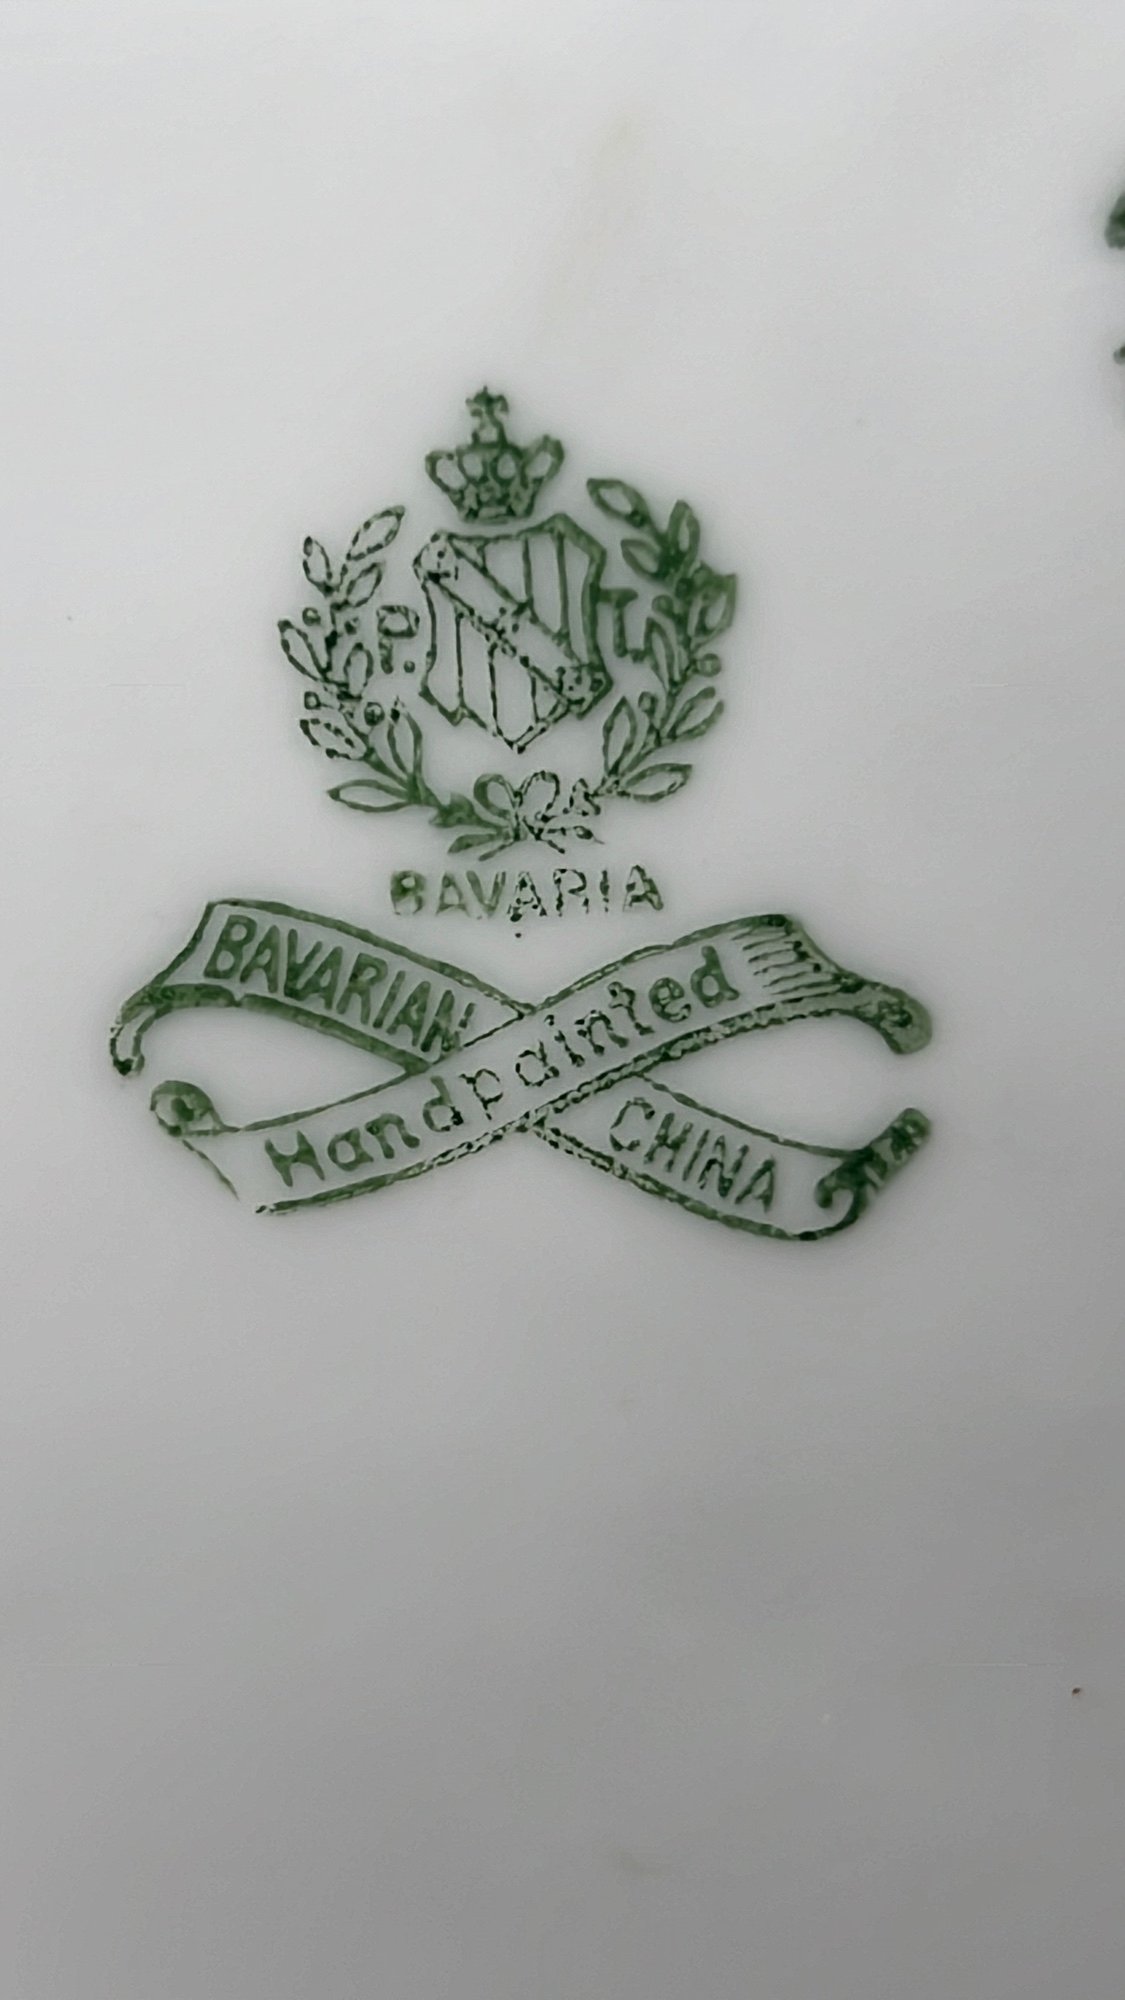 P. T.
BAVARIA
BAVARIAN CHINA
Handpainted